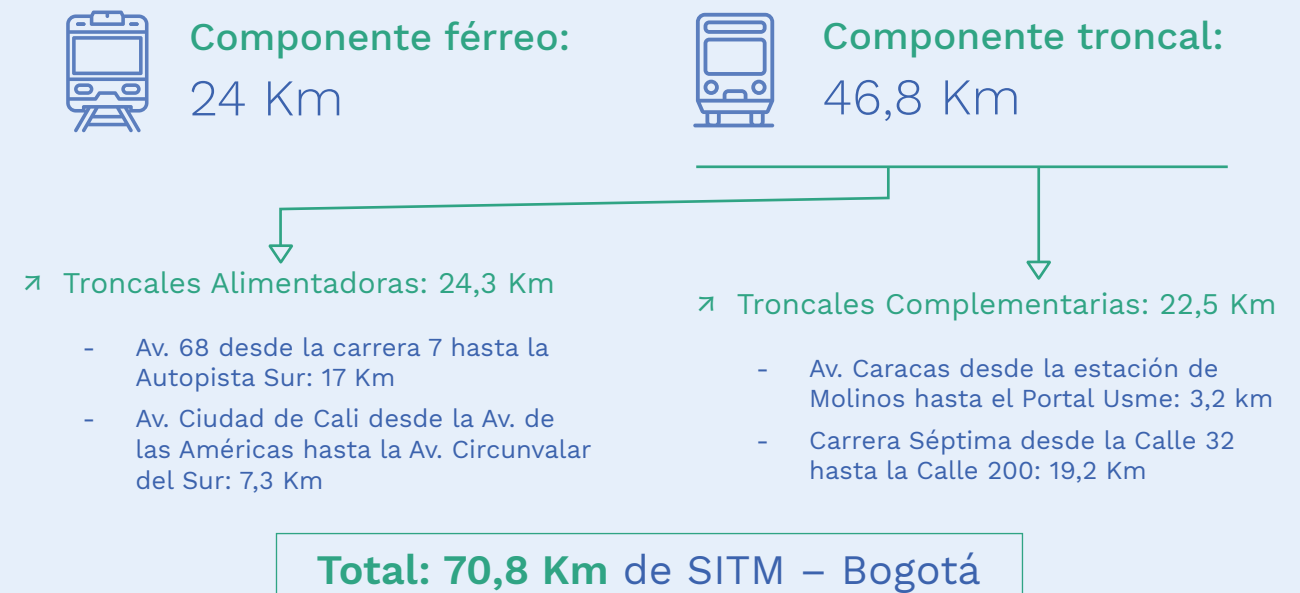 Componente férreo:
24 Km
Componente troncal:
46,8 Km
Troncales Alimentadoras: 24,3 Km
- Av. 68 desde la carrera 7 hasta la
Autopista Sur: 17 Km
- Av. Ciudad de Cali desde la Av. de
las Américas hasta la Av. Circunvalar
del Sur: 7,3 Km
Troncales Complementarias: 22,5 Km
- Av. Caracas desde la estación de
Molinos hasta el Portal Usme: 3,2 km
- Carrera Séptima desde la Calle 32
hasta la Calle 200: 19,2 Km
Total: 70,8 Km de SITM – Bogotá